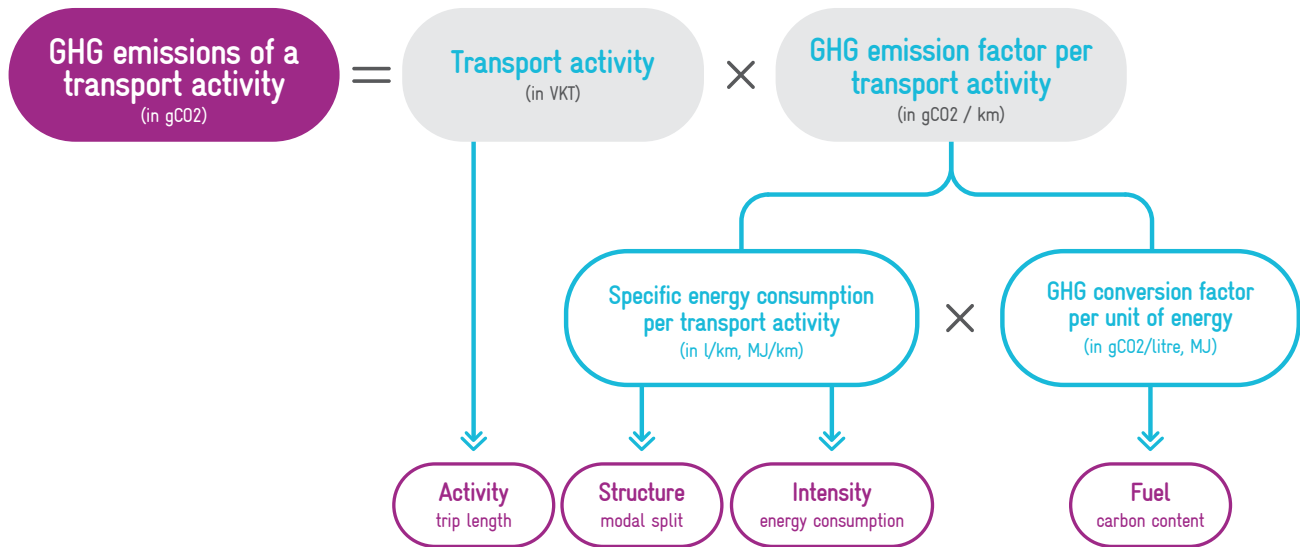 GHG emissions of a
transport activity
(in gCO2)
=
Transport activity
(in VKT)
×
GHG emission factor per
transport activity
(in gCO2 / km)
Specific energy consumption
per transport activity
(in l/km, MJ/km)
×
GHG conversion factor
per unit of energy
(in gCO2/litre, MJ)
Activity
trip length
Structure
modal split
Intensity
energy consumption
Fuel
carbon content